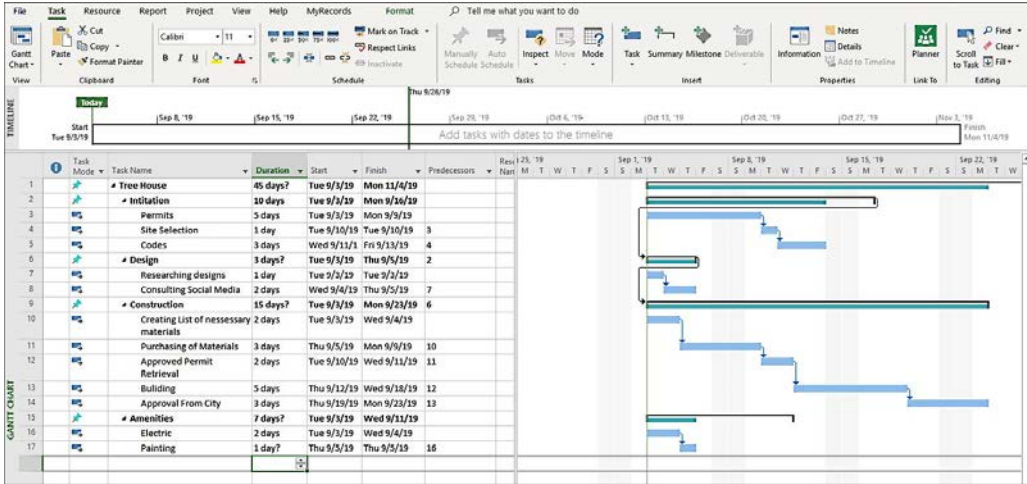 File Task Resource Report Project View Help MyRecords Format Tell me what you want to do
Gantt Chart
View
Paste
Cut
Copy
Format Painter
Clipboard
Calibri 11
B I U
Font
Mark on Track
Respect Links
Inactivate
Schedule
Manually Schedule
Auto Schedule
Inspect
Move
Mode
Tasks
Task
Summary
Milestone
Deliverable
Insert
Information
Notes
Details
Add to Timeline
Properties
Planner
Link To
Scroll to Task
Find
Clear
Fill
Editing
TIMELINE
Today
Thu 9/26/19
Start
Tue 9/3/19
Sep 8, '19 Sep 15, '19 Sep 22, '19 Sep 29, '19 Oct 6, '19 Oct 13, '19 Oct 20, '19 Oct 27, '19 Nov 3, '19
Add tasks with dates to the timeline
Finish
Mon 11/4/19
GANTT CHART
Task Mode Task Name Duration Start Finish Predecessors
25, '19 Sep 1, '19 Sep 8, '19 Sep 15, '19 Sep 22, '19
M T W T F S S M T W T F S S M T W T F S S M T W T F S S M T W
1 Tree House 45 days? Tue 9/3/19 Mon 11/4/19
2 Intitation 10 days Tue 9/3/19 Mon 9/16/19
3 Permits 5 days Tue 9/3/19 Mon 9/9/19
4 Site Selection 1 day Tue 9/10/19 Tue 9/10/19 3
5 Codes 3 days Wed 9/11/1 Fri 9/13/19 4
6 Design 3 days? Tue 9/3/19 Thu 9/5/19 2
7 Researching designs 1 day Tue 9/3/19 Tue 9/3/19
8 Consulting Social Media 2 days Wed 9/4/19 Thu 9/5/19 7
9 Construction 15 days? Tue 9/3/19 Mon 9/23/19 6
10 Creating List of nessessary materials 2 days Tue 9/3/19 Wed 9/4/19
11 Purchasing of Materials 3 days Thu 9/5/19 Mon 9/9/19 10
12 Approved Permit Retrieval 2 days Tue 9/10/19 Wed 9/11/19 11
13 Buliding 5 days Thu 9/12/19 Wed 9/18/19 12
14 Approval From City 3 days Thu 9/19/19 Mon 9/23/19 13
15 Amenities 7 days? Tue 9/3/19 Wed 9/11/19
16 Electric 2 days Tue 9/3/19 Wed 9/4/19
17 Painting 1 day? Thu 9/5/19 Thu 9/5/19 16